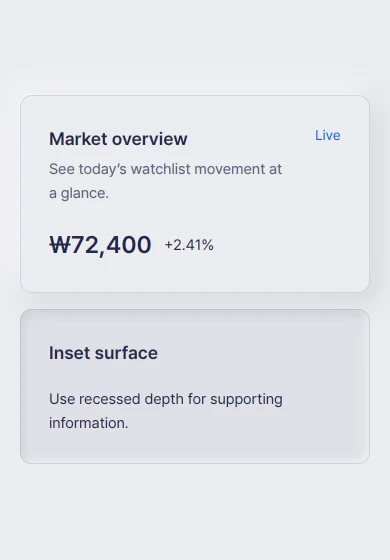 Market overview
Live
See today’s watchlist movement at
a glance.
₩72,400 +2.41%
Inset surface
Use recessed depth for supporting
information.